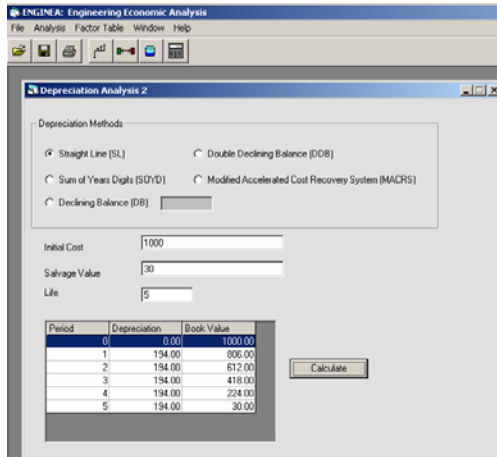 ENGINEA: Engineering Economic Analysis
File Analysis Factor Table Window Help
Depreciation Analysis 2
Depreciation Methods
Straight Line (SL) Double Declining Balance (DDB)
Sum of Years Digits (SOYD) Modified Accelerated Cost Recovery System (MACRS)
Declining Balance (DB)
Initial Cost 1000
Salvage Value 30
Life 5
Period Depreciation Book Value
0 0.00 1000.00
1 194.00 806.00
2 194.00 612.00
3 194.00 418.00
4 194.00 224.00
5 194.00 30.00
Calculate